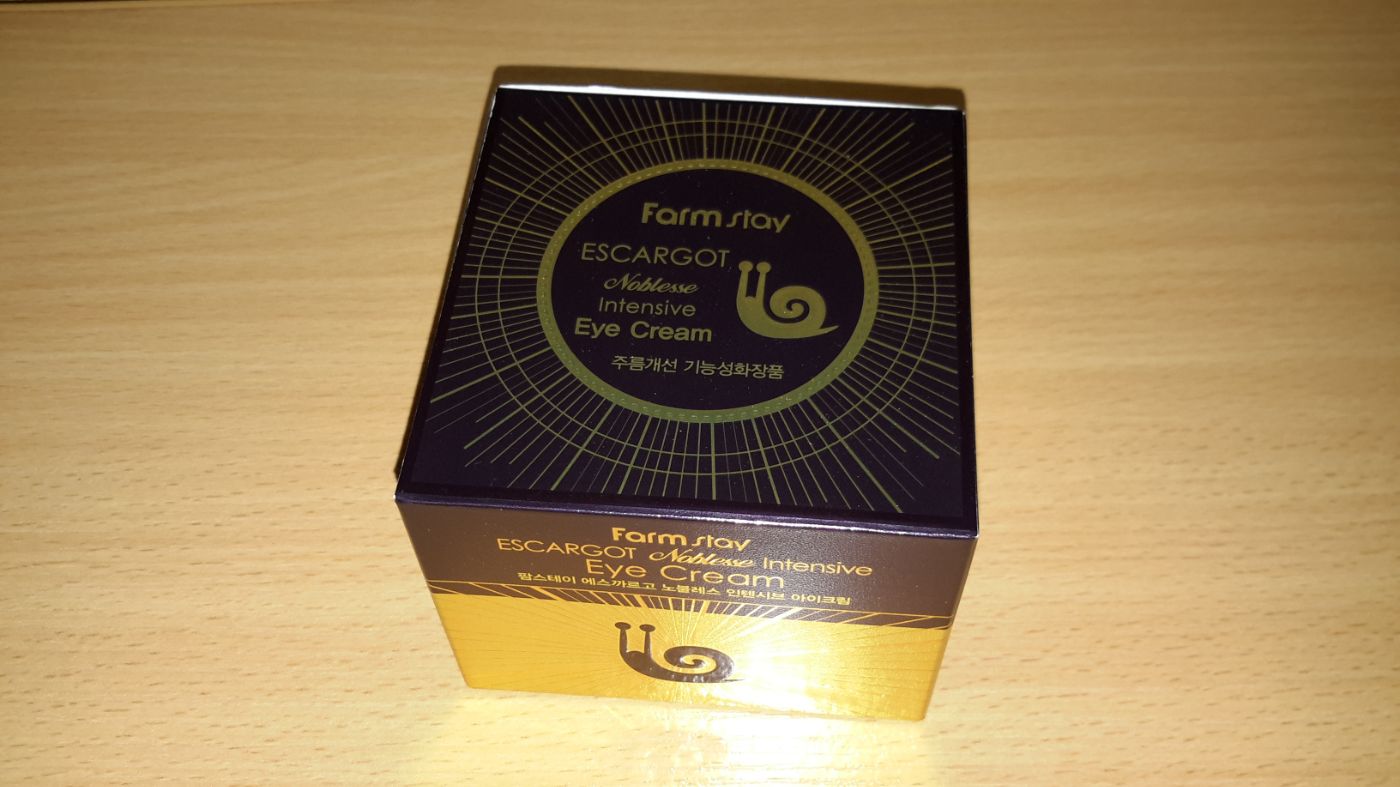 Farm stay
ESCARGOT
Noblesse
Intensive
Eye Cream
주름개선 기능성화장품
Farm stay
ESCARGOT Noblesse Intensive
Eye Cream
팜스테이 에스까르고 노블레스 인텐시브 아이크림